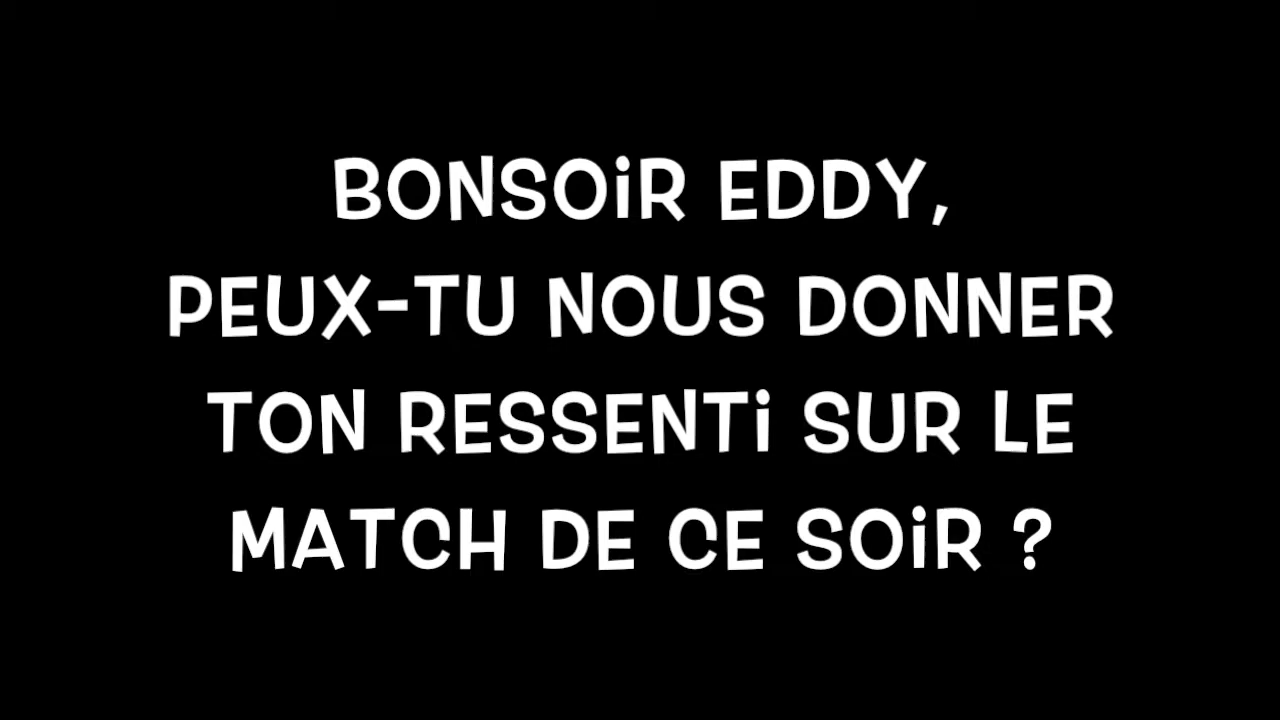 BONSOiR EDDY,
PEUX-TU NOUS DONNER
TON RESSENTi SUR LE
MATCH DE CE SOiR ?